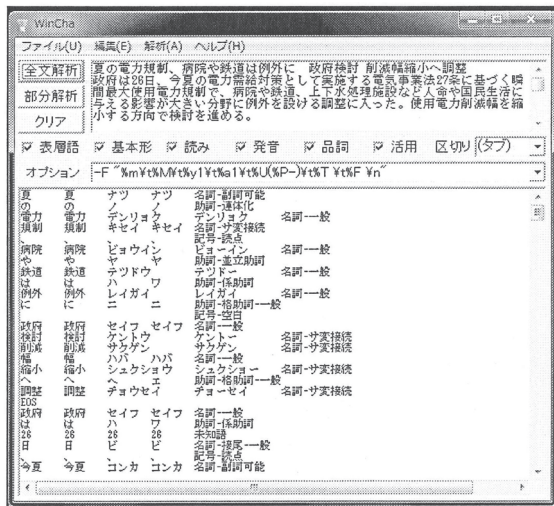 WinCha
ファイル(U) 編集(E) 解析(A) ヘルプ(H)
全文解析
部分解析
クリア
夏の電力規制、病院や鉄道は例外に 政府検討 削減幅縮小へ調整
政府は26日、今夏の電力需給対策として実施する電気事業法27条に基づく瞬
間最大使用電力規制で、病院や鉄道、上下水処理施設など人命や国民生活に
与える影響が大きい分野に例外を設ける調整に入った。使用電力削減幅を縮
小する方向で検討を進める。
表層語 基本形 読み 発音 品詞 活用 区切り (タブ)
オプション -F "%m¥t%M¥t%y1¥t%a1¥t%U(%P-)¥t%T ¥t%F ¥n"
夏 夏 ナツ ナツ 名詞-副詞可能
の の ノ ノ 助詞-連体化
電力 電力 デンリョク デンリョク 名詞-一般
規制 規制 キセイ キセイ 名詞-サ変接続
、 、 記号-読点
病院 病院 ビョウイン ビョーイン 名詞-一般
や や ヤ ヤ 助詞-並立助詞
鉄道 鉄道 テツドウ テツドー 名詞-一般
は は ハ ワ 助詞-係助詞
例外 例外 レイガイ レイガイ 名詞-一般
に に ニ ニ 助詞-格助詞-一般
記号-空白
政府 政府 セイフ セイフ 名詞-一般
検討 検討 ケントウ ケントー 名詞-サ変接続
削減 削減 サクゲン サクゲン 名詞-サ変接続
幅 幅 ハバ ハバ 名詞-一般
縮小 縮小 シュクショウ シュクショー 名詞-サ変接続
へ へ ヘ エ 助詞-格助詞-一般
調整 調整 チョウセイ チョーセイ 名詞-サ変接続
EOS
政府 政府 セイフ セイフ 名詞-一般
は は ハ ワ 助詞-係助詞
26 26 26 26 未知語
日 日 ビ ビ 名詞-接尾-一般
、 、 記号-読点
今夏 今夏 コンカ コンカ 名詞-副詞可能